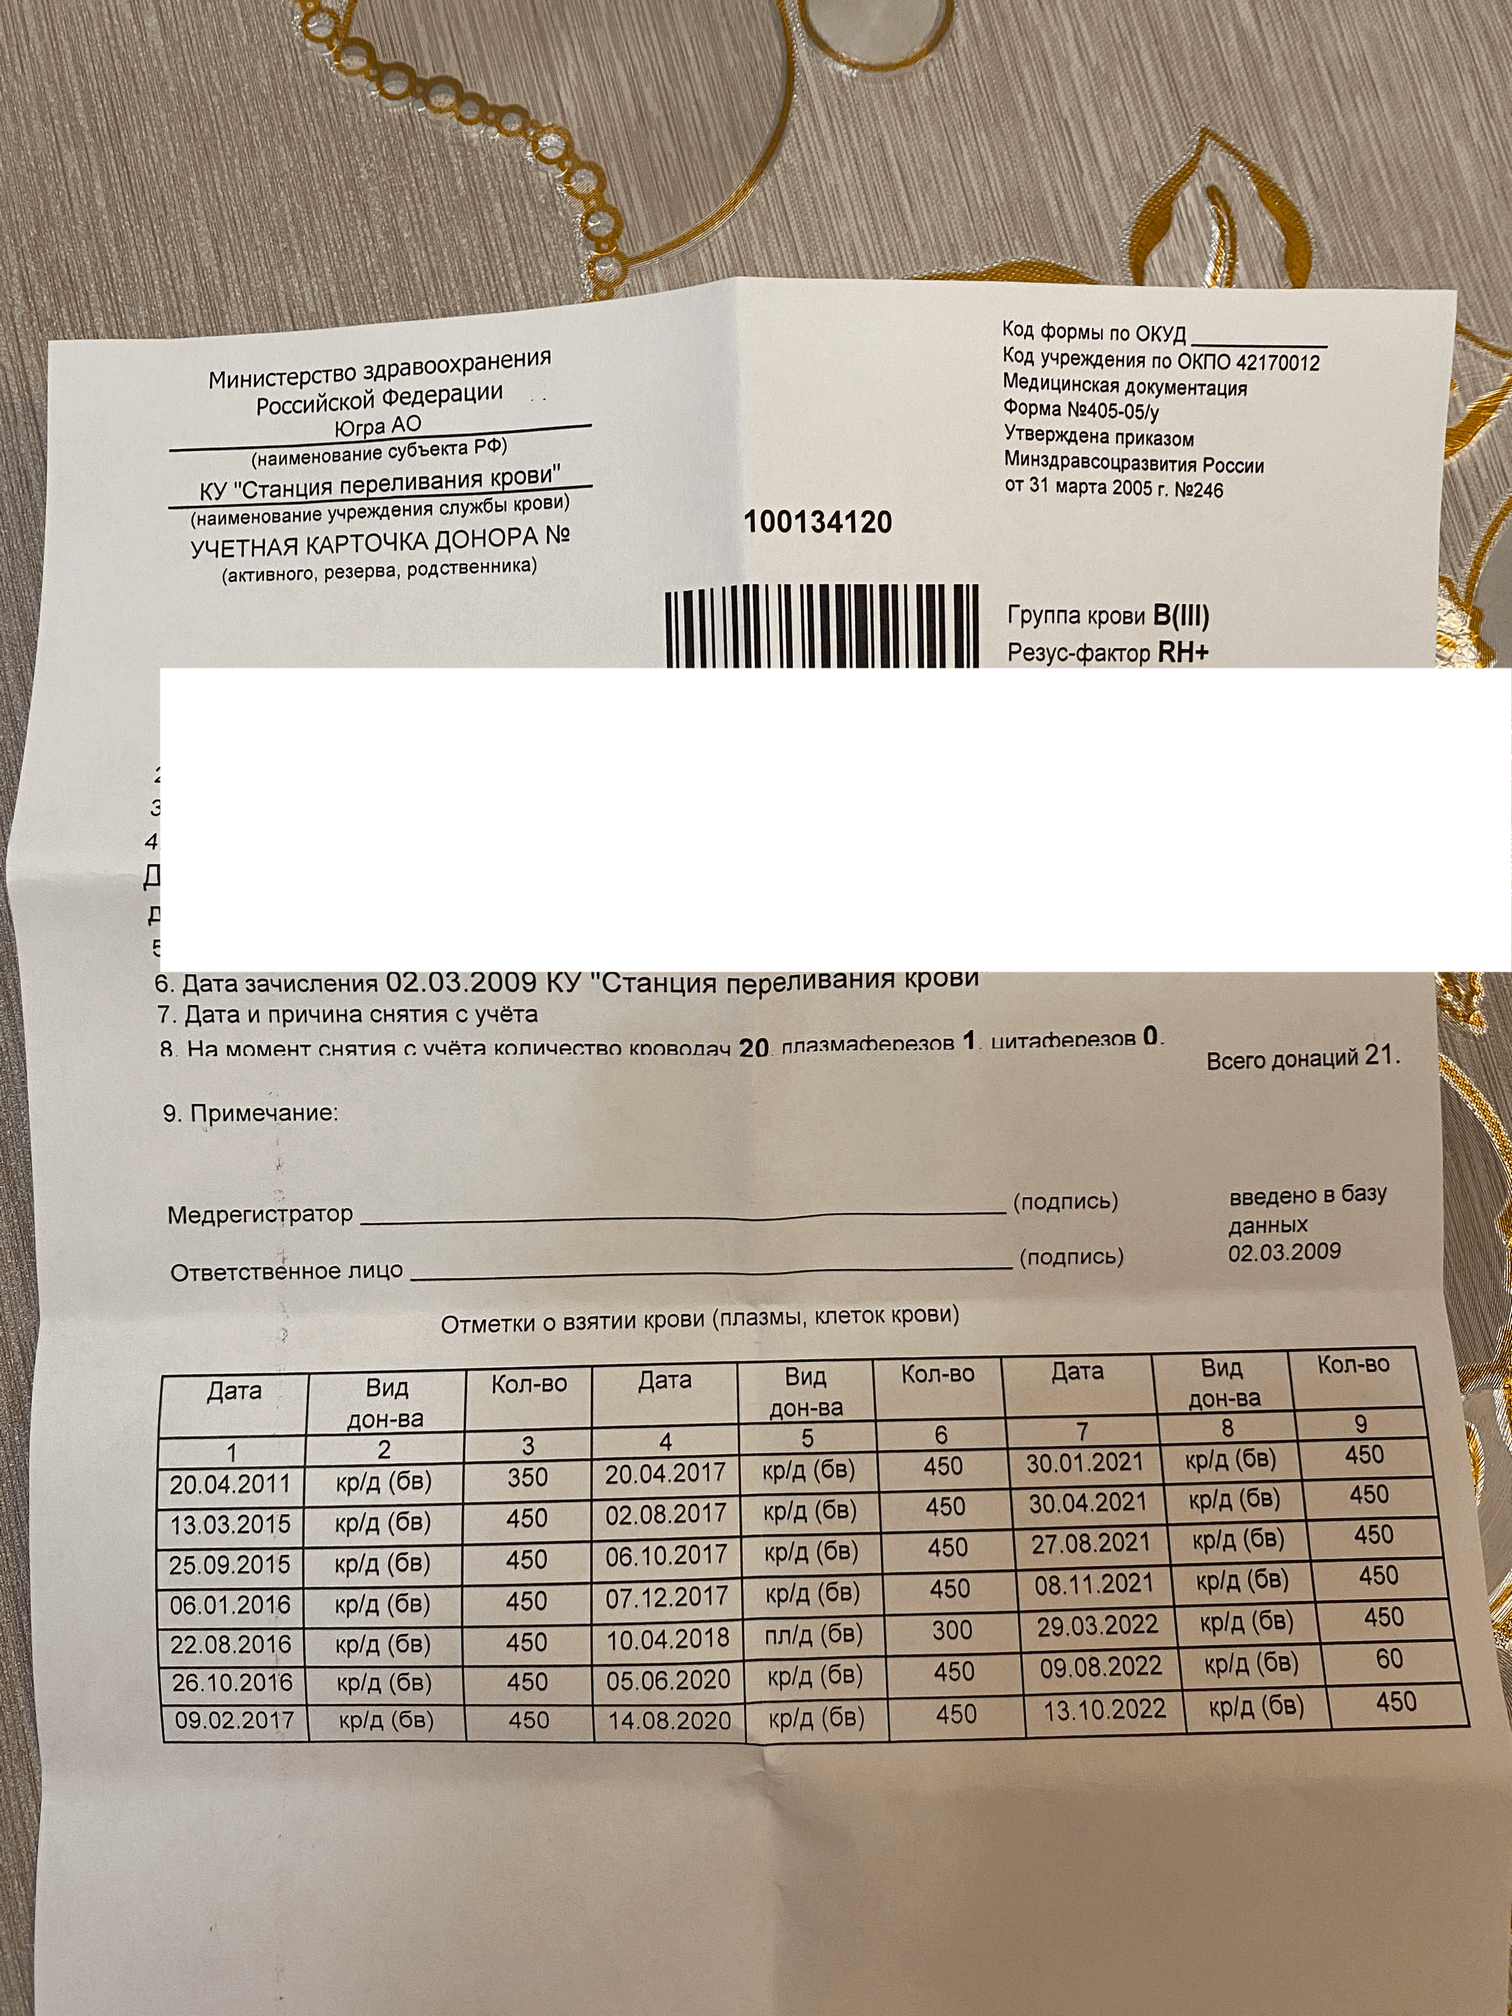 Министерство здравоохранения
Российской Федерации
Югра АО
(наименование субъекта РФ)
КУ "Станция переливания крови"
(наименование учреждения службы крови)
УЧЕТНАЯ КАРТОЧКА ДОНОРА №
(активного, резерва, родственника)
100134120
Код формы по ОКУД
Код учреждения по ОКПО 42170012
Медицинская документация
Форма №405-05/у
Утверждена приказом
Минздравсоцразвития России
от 31 марта 2005 г. №246
Группа крови B(III)
Резус-фактор RH+
2
3
4
Д
д
5
6. Дата зачисления 02.03.2009 КУ "Станция переливания крови"
7. Дата и причина снятия с учёта
8. На момент снятия с учёта количество кроводач 20, плазмаферезов 1, цитаферезов 0.
Всего донаций 21.
9. Примечание:
Медрегистратор (подпись)
Ответственное лицо (подпись)
введено в базу
данных
02.03.2009
Отметки о взятии крови (плазмы, клеток крови)
Дата Вид дон-ва Кол-во Дата Вид дон-ва Кол-во Дата Вид дон-ва Кол-во
1 2 3 4 5 6 7 8 9
20.04.2011 кр/д (бв) 350 20.04.2017 кр/д (бв) 450 30.01.2021 кр/д (бв) 450
13.03.2015 кр/д (бв) 450 02.08.2017 кр/д (бв) 450 30.04.2021 кр/д (бв) 450
25.09.2015 кр/д (бв) 450 06.10.2017 кр/д (бв) 450 27.08.2021 кр/д (бв) 450
06.01.2016 кр/д (бв) 450 07.12.2017 кр/д (бв) 450 08.11.2021 кр/д (бв) 450
22.08.2016 кр/д (бв) 450 10.04.2018 пл/д (бв) 300 29.03.2022 кр/д (бв) 450
26.10.2016 кр/д (бв) 450 05.06.2020 кр/д (бв) 450 09.08.2022 кр/д (бв) 60
09.02.2017 кр/д (бв) 450 14.08.2020 кр/д (бв) 450 13.10.2022 кр/д (бв) 450